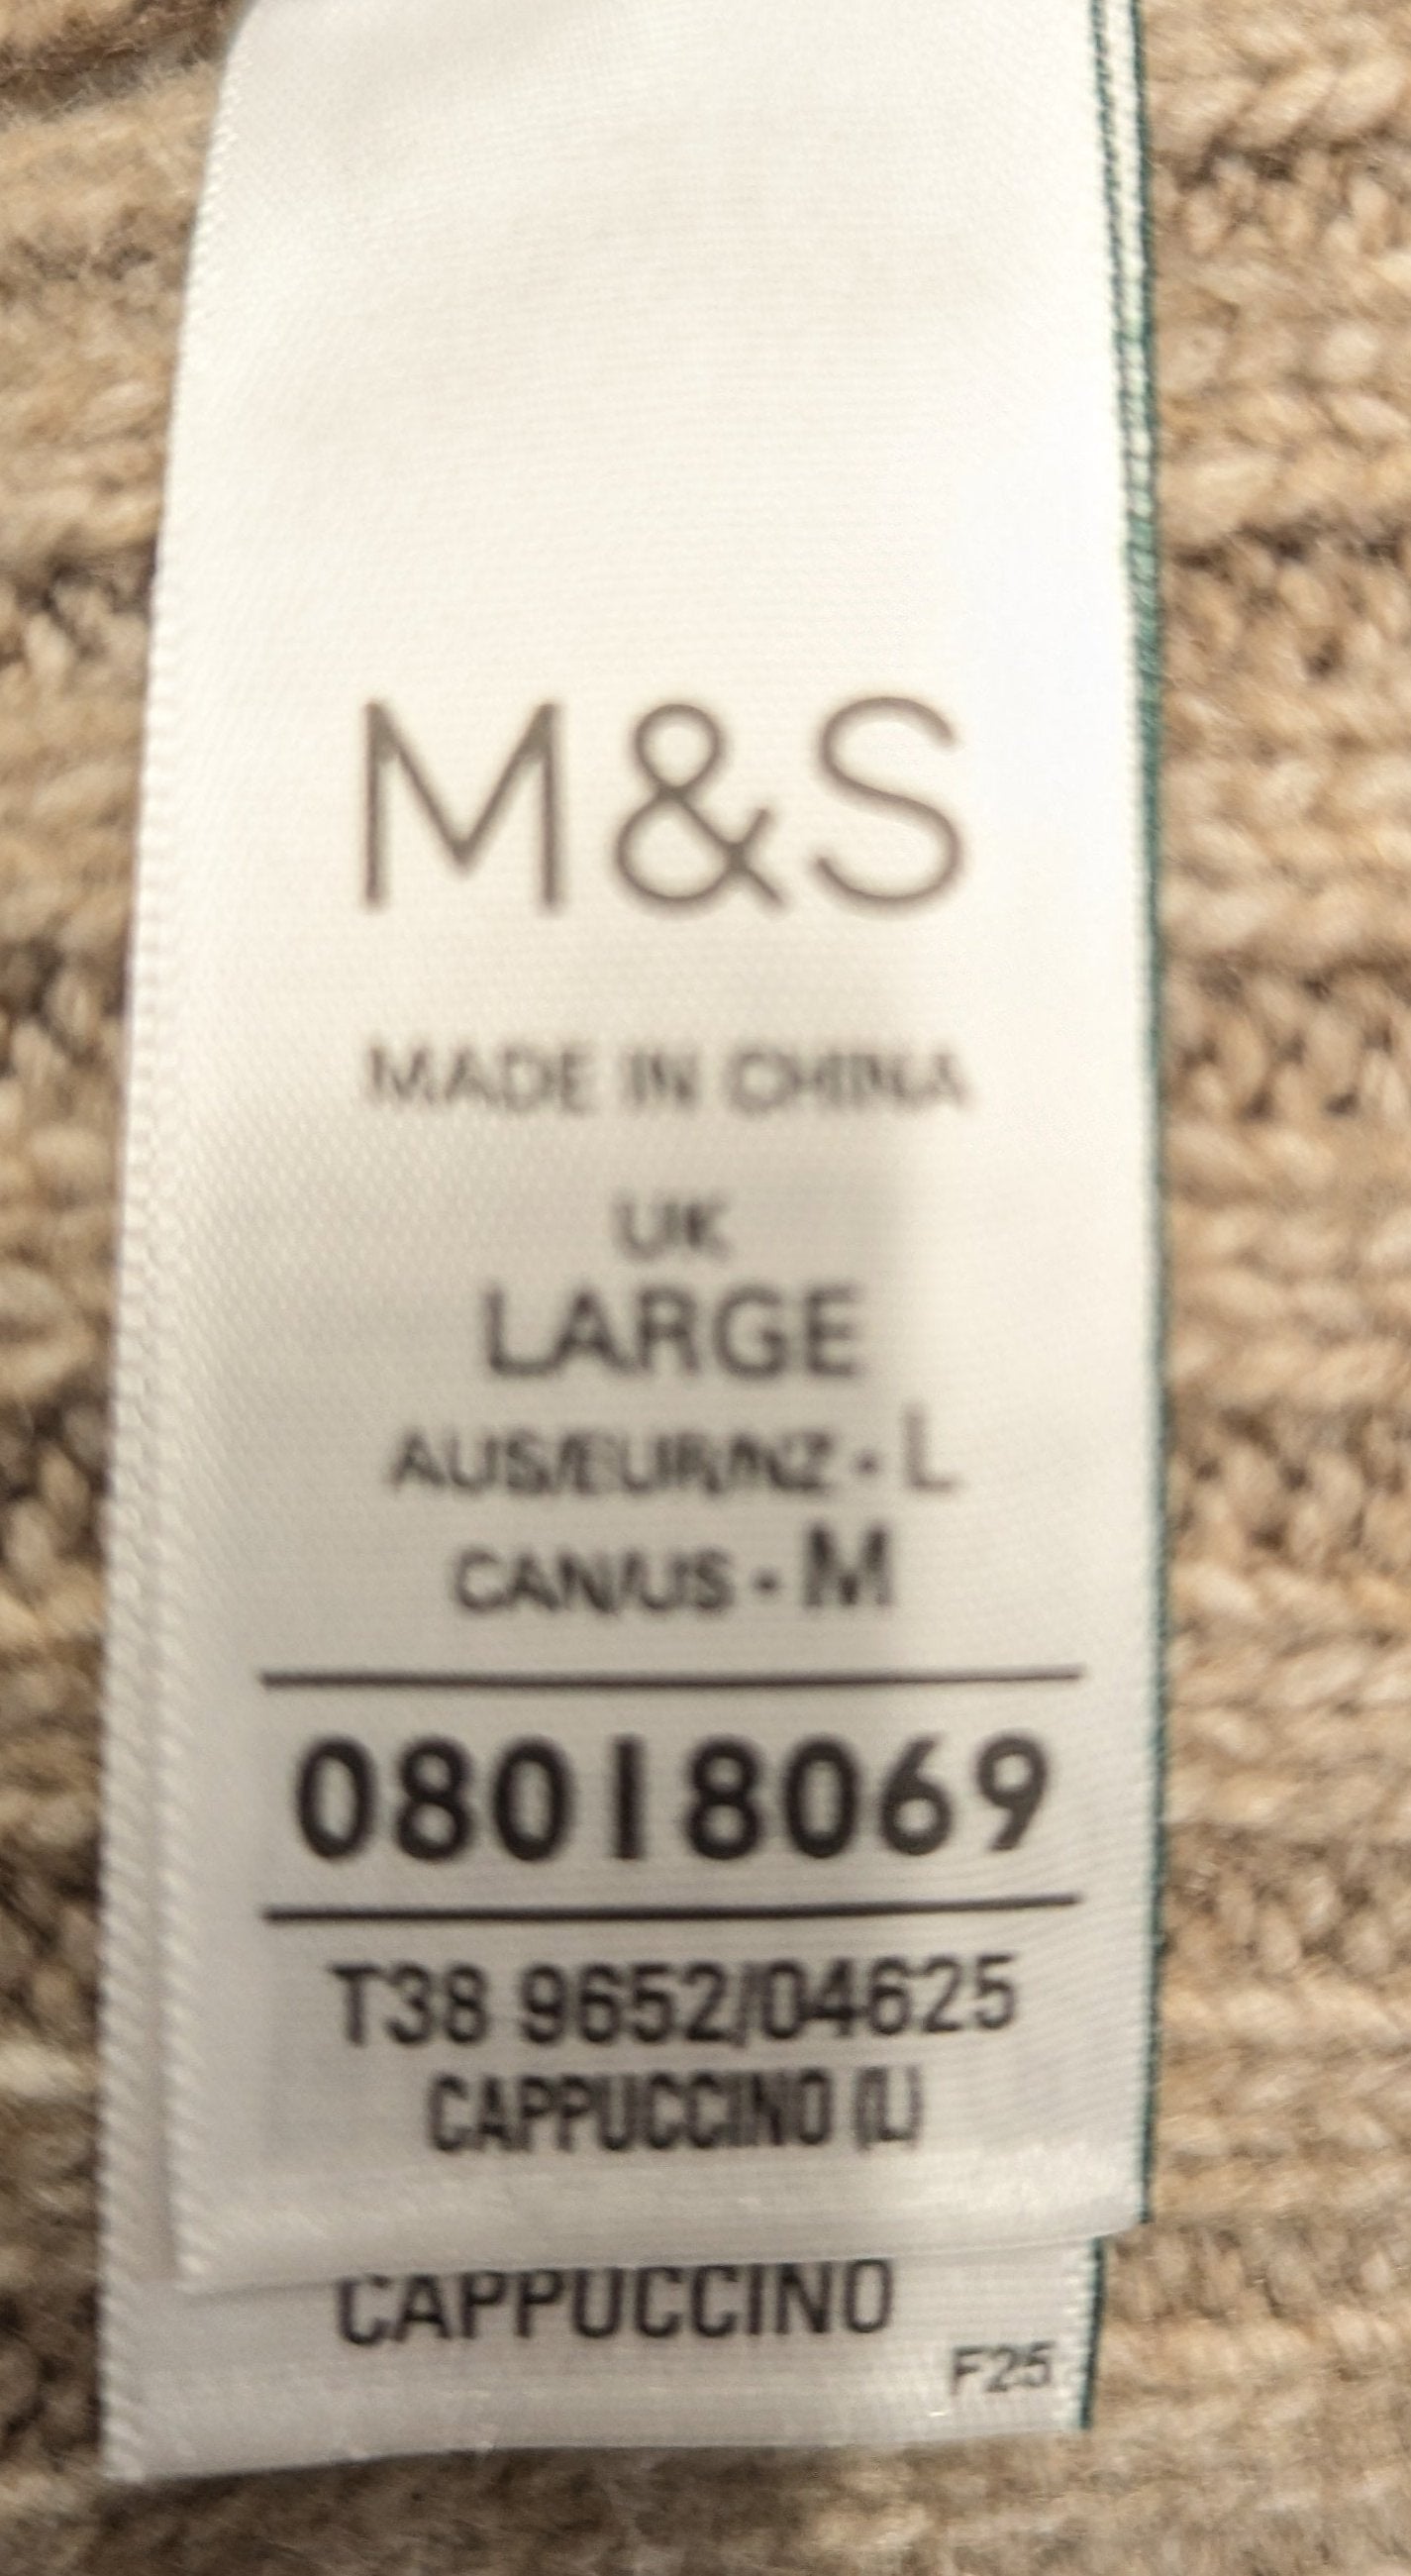 M&S
MADE IN CHINA
UK
LARGE
AUS/EUR/NZ - L
CAN/US - M
08018069
T38 9652/04625
CAPPUCCINO (L)
CAPPUCCINO
F25